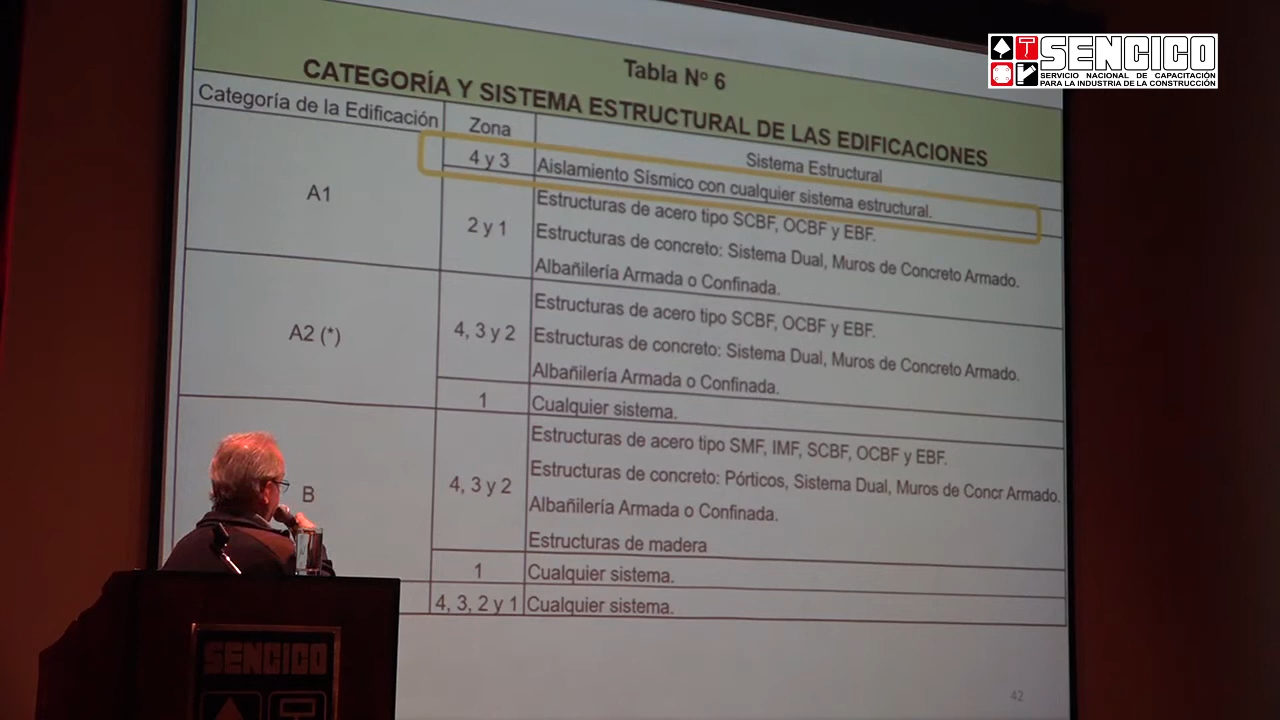 SENCICO
SERVICIO NACIONAL DE CAPACITACIÓN
PARA LA INDUSTRIA DE LA CONSTRUCCIÓN
Tabla Nº 6
CATEGORÍA Y SISTEMA ESTRUCTURAL DE LAS EDIFICACIONES
Categoría de la Edificación
Zona
Sistema Estructural
A1
4 y 3
Aislamiento Sísmico con cualquier sistema estructural.
2 y 1
Estructuras de acero tipo SCBF, OCBF y EBF.
Estructuras de concreto: Sistema Dual, Muros de Concreto Armado.
Albañilería Armada o Confinada.
A2 (*)
4, 3 y 2
Estructuras de acero tipo SCBF, OCBF y EBF.
Estructuras de concreto: Sistema Dual, Muros de Concreto Armado.
Albañilería Armada o Confinada.
1
Cualquier sistema.
B
4, 3 y 2
Estructuras de acero tipo SMF, IMF, SCBF, OCBF y EBF.
Estructuras de concreto: Pórticos, Sistema Dual, Muros de Concr Armado.
Albañilería Armada o Confinada.
Estructuras de madera
1
Cualquier sistema.
4, 3, 2 y 1
Cualquier sistema.
42
SENCICO